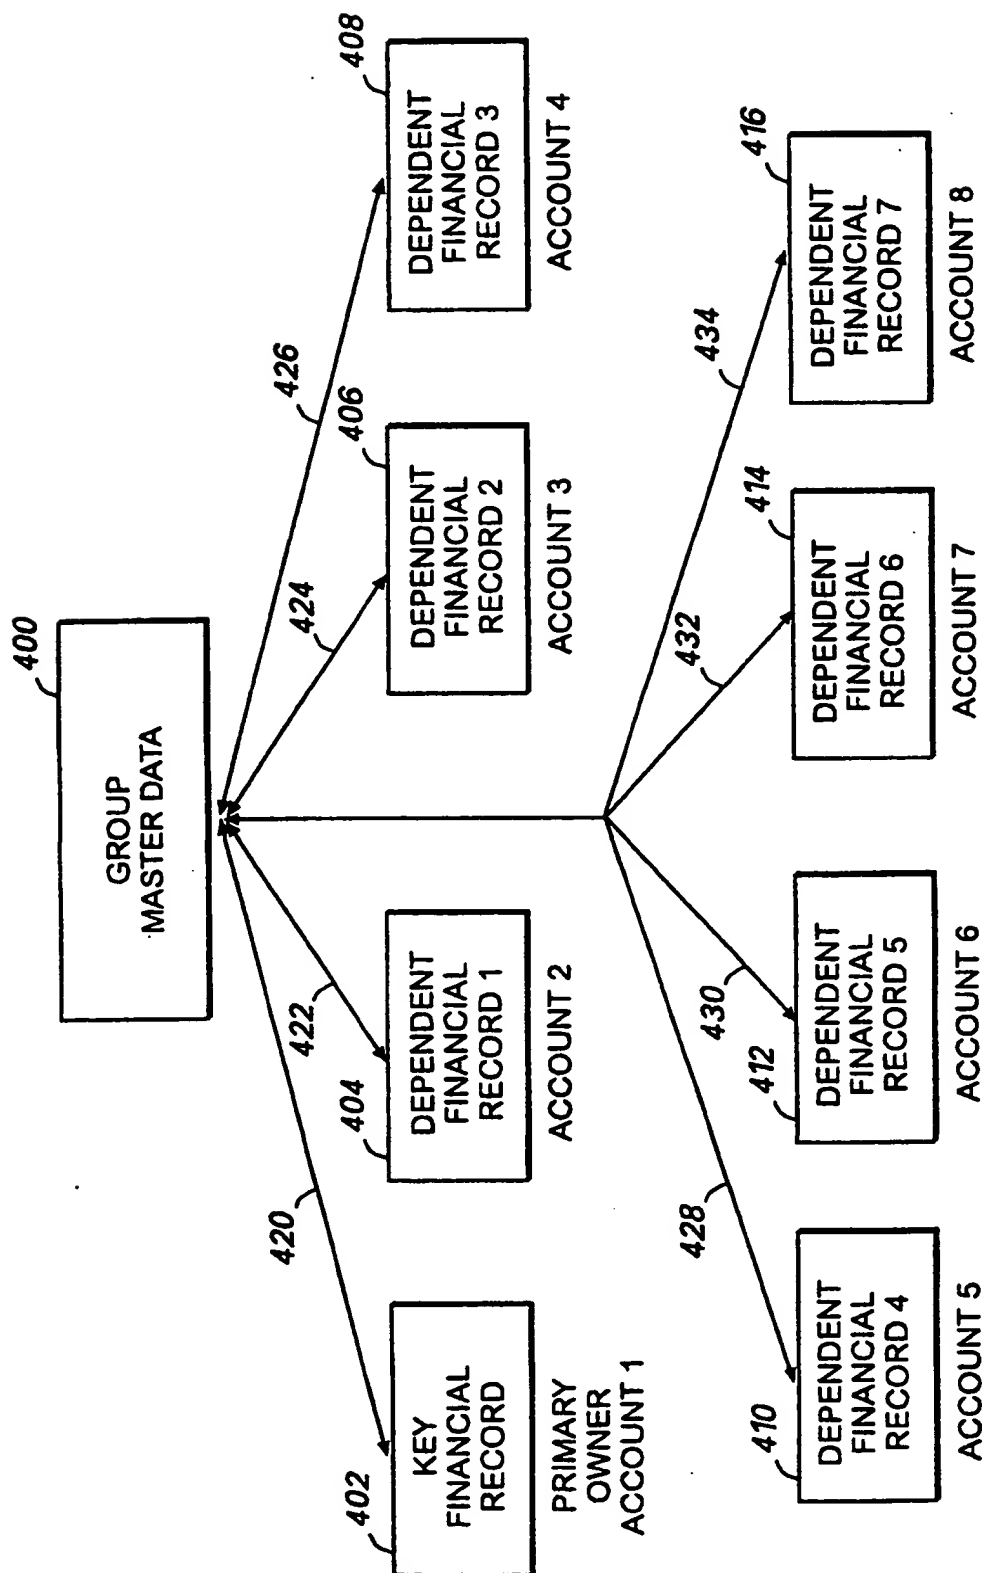 400
GROUP
MASTER DATA
420
422
424
426
402
KEY
FINANCIAL
RECORD
PRIMARY
OWNER
ACCOUNT 1
404
DEPENDENT
FINANCIAL
RECORD 1
ACCOUNT 2
406
DEPENDENT
FINANCIAL
RECORD 2
ACCOUNT 3
408
DEPENDENT
FINANCIAL
RECORD 3
ACCOUNT 4
428
430
432
434
410
DEPENDENT
FINANCIAL
RECORD 4
ACCOUNT 5
412
DEPENDENT
FINANCIAL
RECORD 5
ACCOUNT 6
414
DEPENDENT
FINANCIAL
RECORD 6
ACCOUNT 7
416
DEPENDENT
FINANCIAL
RECORD 7
ACCOUNT 8